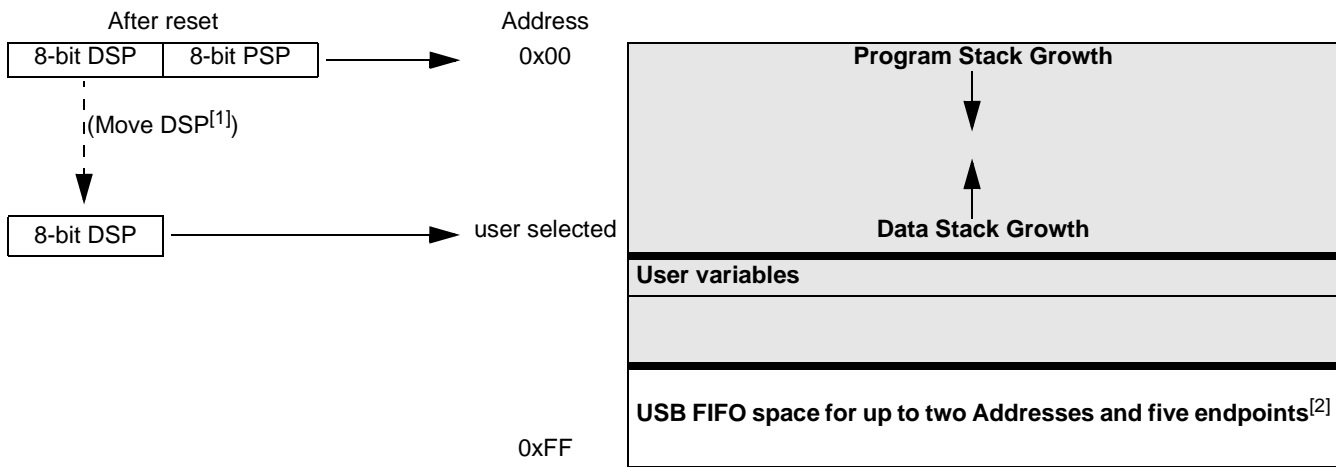 After reset
Address
8-bit DSP 8-bit PSP 0x00 Program Stack Growth
(Move DSP[1])
8-bit DSP user selected Data Stack Growth
User variables
USB FIFO space for up to two Addresses and five endpoints[2]
0xFF